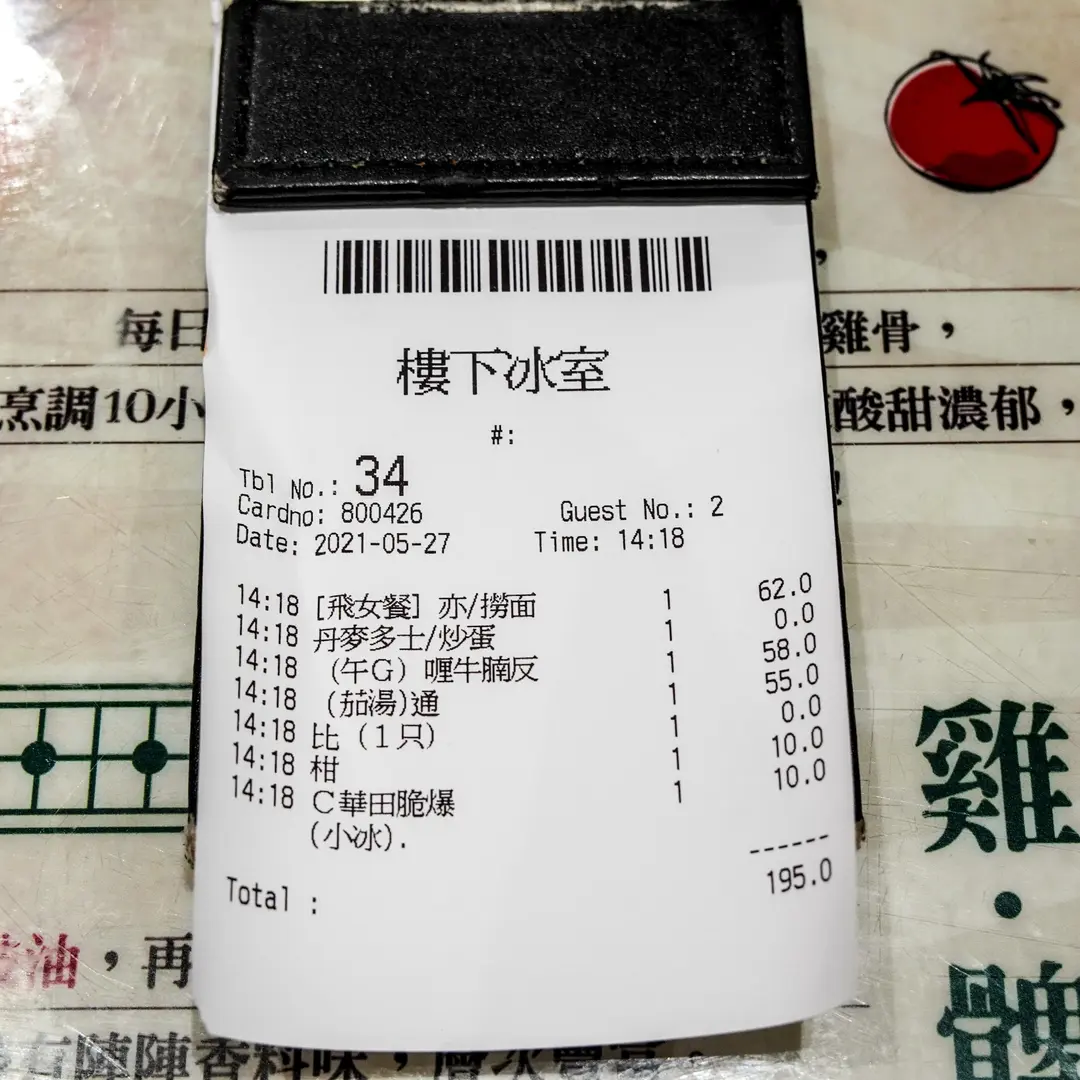 樓下冰室
#:
Tbl No.: 34
Cardno: 800426 Guest No.: 2
Date: 2021-05-27 Time: 14:18
14:18 [飛女餐] 亦/撈面 1 62.0
14:18 丹麥多士/炒蛋 1 0.0
14:18 (午G) 喱牛腩反 1 58.0
14:18 (茄湯)通 1 55.0
14:18 比 (1只) 1 0.0
14:18 柑 1 10.0
14:18 C華田脆爆 1 10.0
(小冰).
------
Total : 195.0
每日
雞骨，
烹調10小
酸甜濃郁，
雞·
油，再
陣陣香料味，